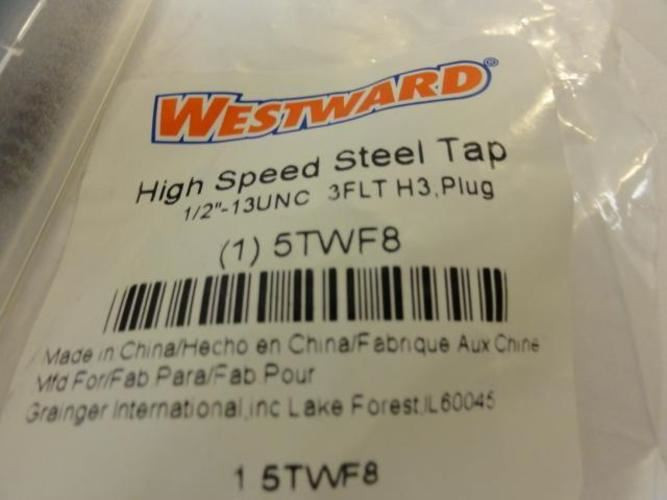 WESTWARD®
High Speed Steel Tap
1/2"-13UNC 3FLT H3,Plug
(1) 5TWF8
Made in China/Hecho en China/Fabrique Aux Chine
Mfd For/Fab Para/Fab Pour
Grainger International,inc Lake Forest,IL60045
1 5TWF8